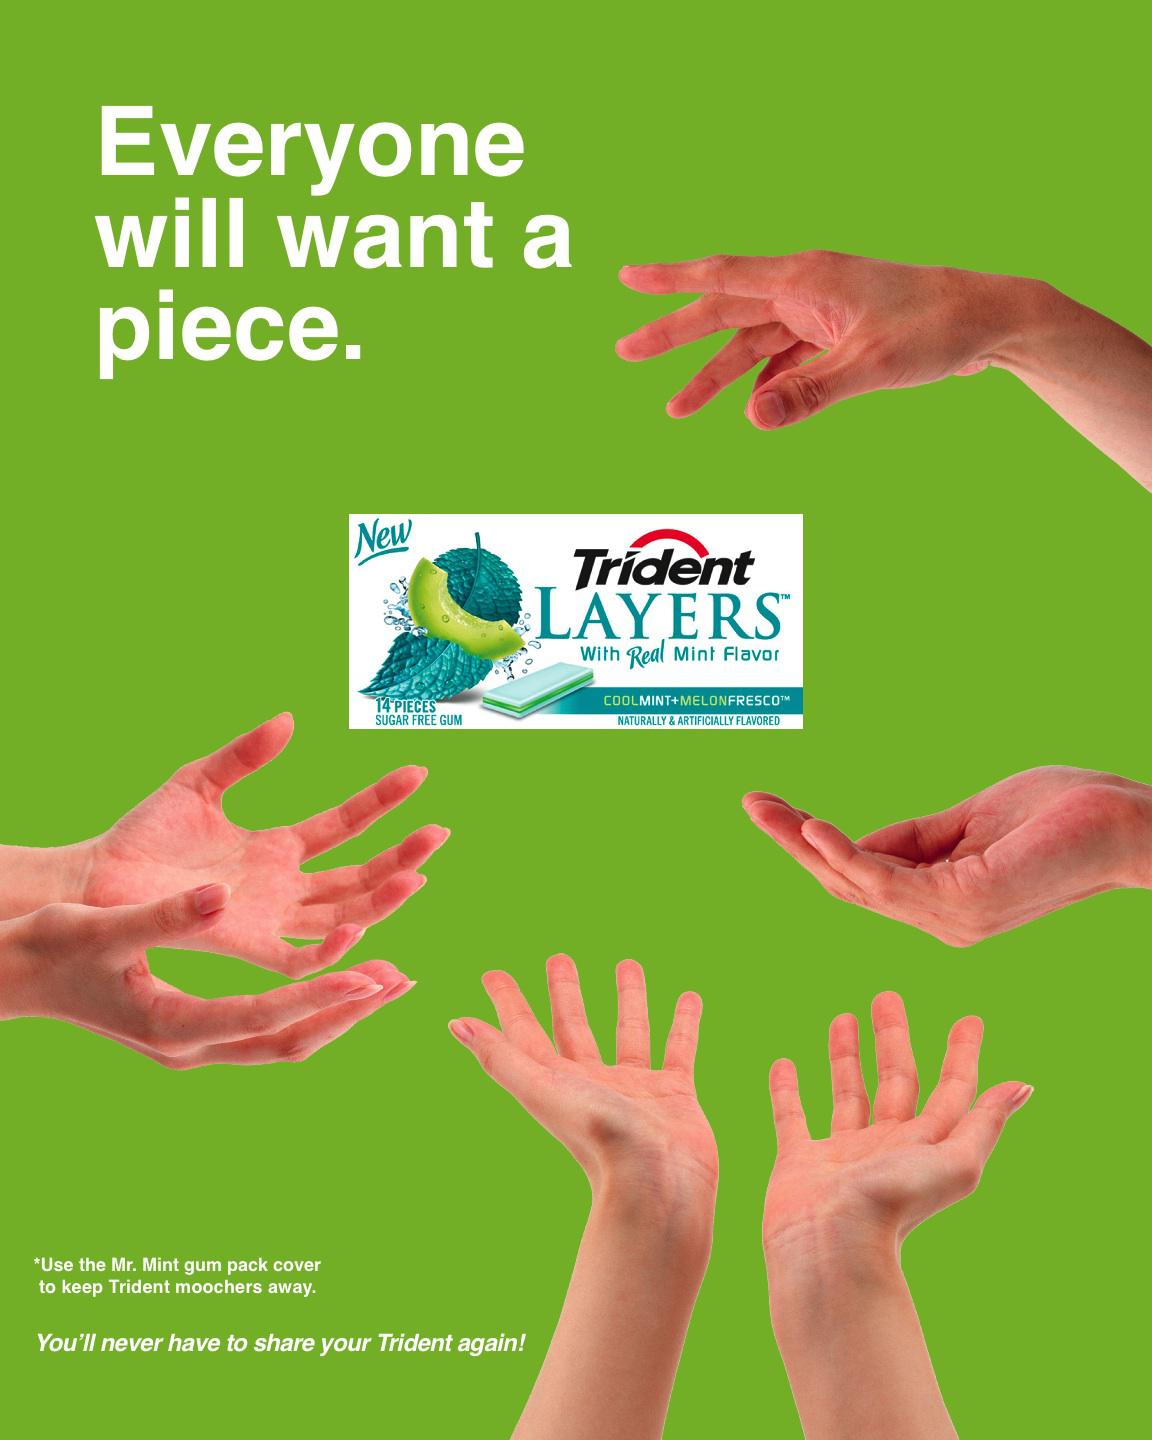 Everyone
will want a
piece.
New
Trident
LAYERS™
With Real Mint Flavor
COOLMINT+MELONFRESCO™
14 PIECES
SUGAR FREE GUM
NATURALLY & ARTIFICIALLY FLAVORED
*Use the Mr. Mint gum pack cover
to keep Trident moochers away.
You'll never have to share your Trident again!